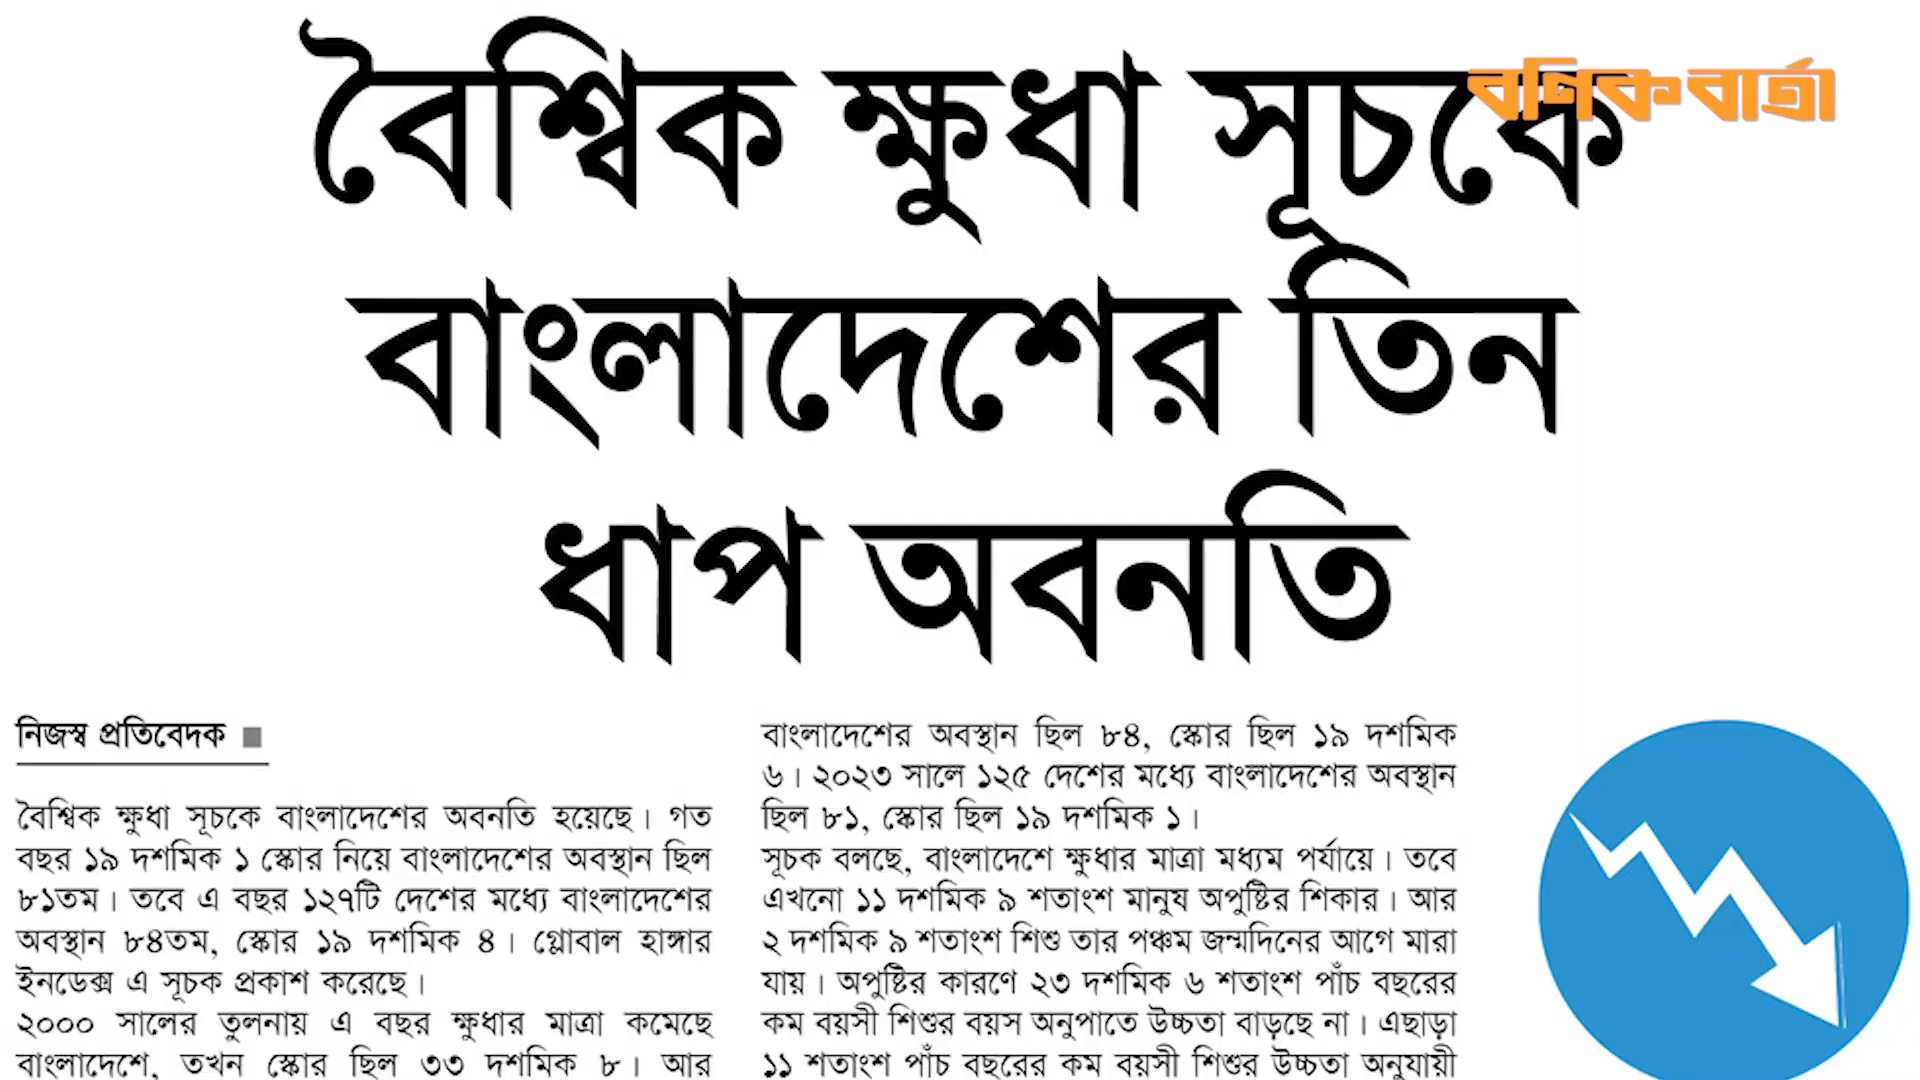 বৈশ্বিক ক্ষুধা সূচকে
বণিক বার্তা
বাংলাদেশের তিন
ধাপ অবনতি
নিজস্ব প্রতিবেদক ■
বৈশ্বিক ক্ষুধা সূচকে বাংলাদেশের অবনতি হয়েছে। গত
বছর ১৯ দশমিক ১ স্কোর নিয়ে বাংলাদেশের অবস্থান ছিল
৮১তম। তবে এ বছর ১২৭টি দেশের মধ্যে বাংলাদেশের
অবস্থান ৮৪তম, স্কোর ১৯ দশমিক ৪। গ্লোবাল হাঙ্গার
ইনডেক্স এ সূচক প্রকাশ করেছে।
২০০০ সালের তুলনায় এ বছর ক্ষুধার মাত্রা কমেছে
বাংলাদেশে, তখন স্কোর ছিল ৩৩ দশমিক ৮। আর
বাংলাদেশের অবস্থান ছিল ৮৪, স্কোর ছিল ১৯ দশমিক
৬। ২০২৩ সালে ১২৫ দেশের মধ্যে বাংলাদেশের অবস্থান
ছিল ৮১, স্কোর ছিল ১৯ দশমিক ১।
সূচক বলছে, বাংলাদেশে ক্ষুধার মাত্রা মধ্যম পর্যায়ে। তবে
এখনো ১১ দশমিক ৯ শতাংশ মানুষ অপুষ্টির শিকার। আর
২ দশমিক ৯ শতাংশ শিশু তার পঞ্চম জন্মদিনের আগে মারা
যায়। অপুষ্টির কারণে ২৩ দশমিক ৬ শতাংশ পাঁচ বছরের
কম বয়সী শিশুর বয়স অনুপাতে উচ্চতা বাড়ছে না। এছাড়া
১১ শতাংশ পাঁচ বছরের কম বয়সী শিশুর উচ্চতা অনুযায়ী